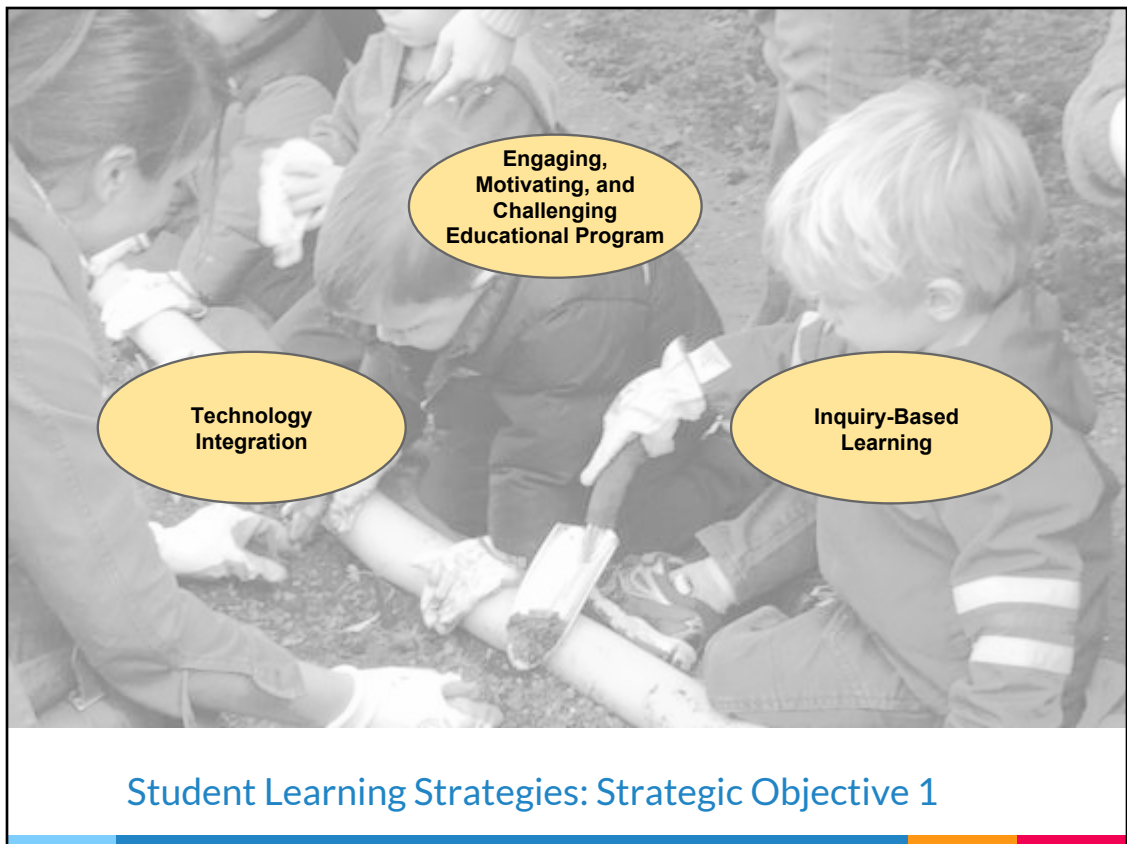 Engaging,
Motivating, and
Challenging
Educational Program
Technology
Integration
Inquiry-Based
Learning
Student Learning Strategies: Strategic Objective 1